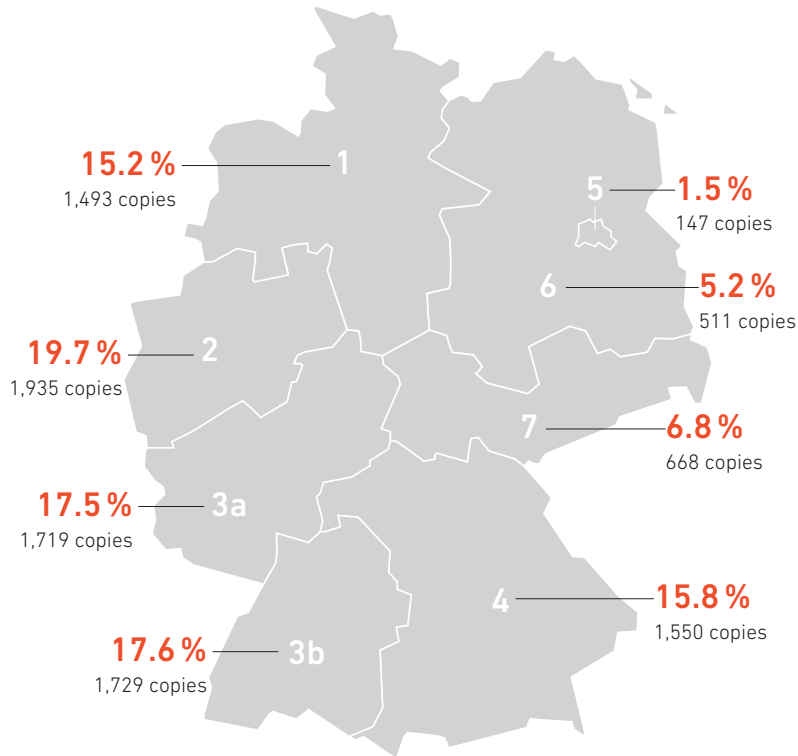 1
15.2 %
1,493 copies
5
1.5 %
147 copies
6
5.2 %
511 copies
2
19.7 %
1,935 copies
7
6.8 %
668 copies
3a
17.5 %
1,719 copies
4
15.8 %
1,550 copies
3b
17.6 %
1,729 copies